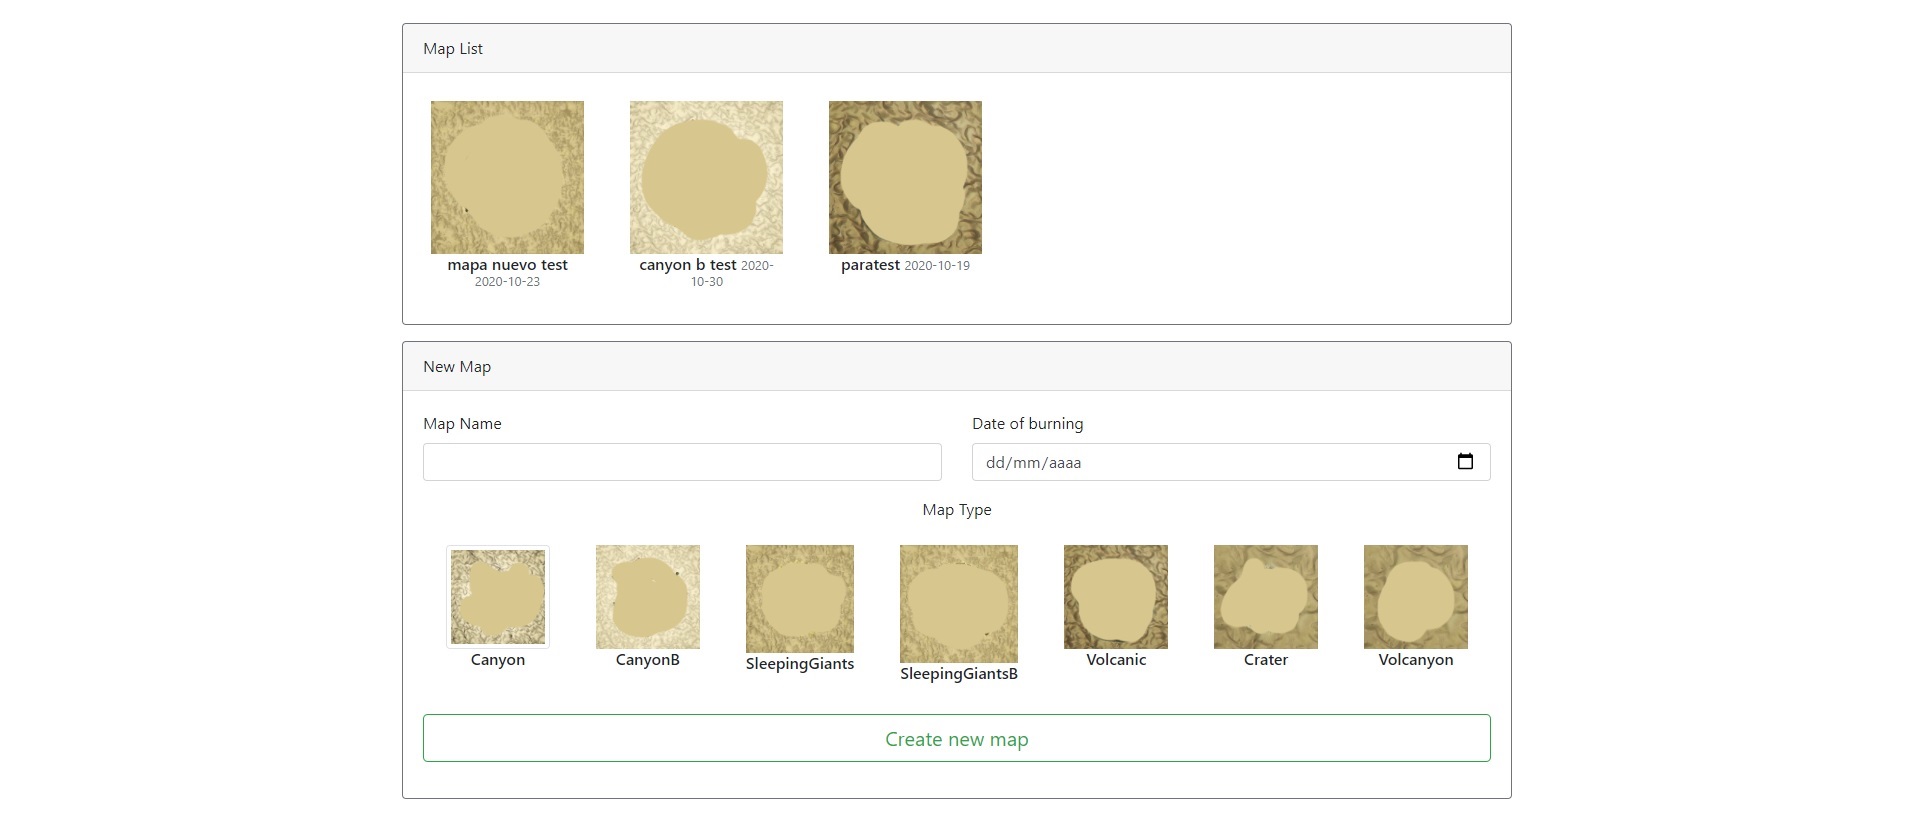 Map List
mapa nuevo test
2020-10-23
canyon b test 2020-
10-30
paratest 2020-10-19
New Map
Map Name
Date of burning
dd/mm/aaaa
Map Type
Canyon
CanyonB
SleepingGiants
SleepingGiantsB
Volcanic
Crater
Volcanyon
Create new map